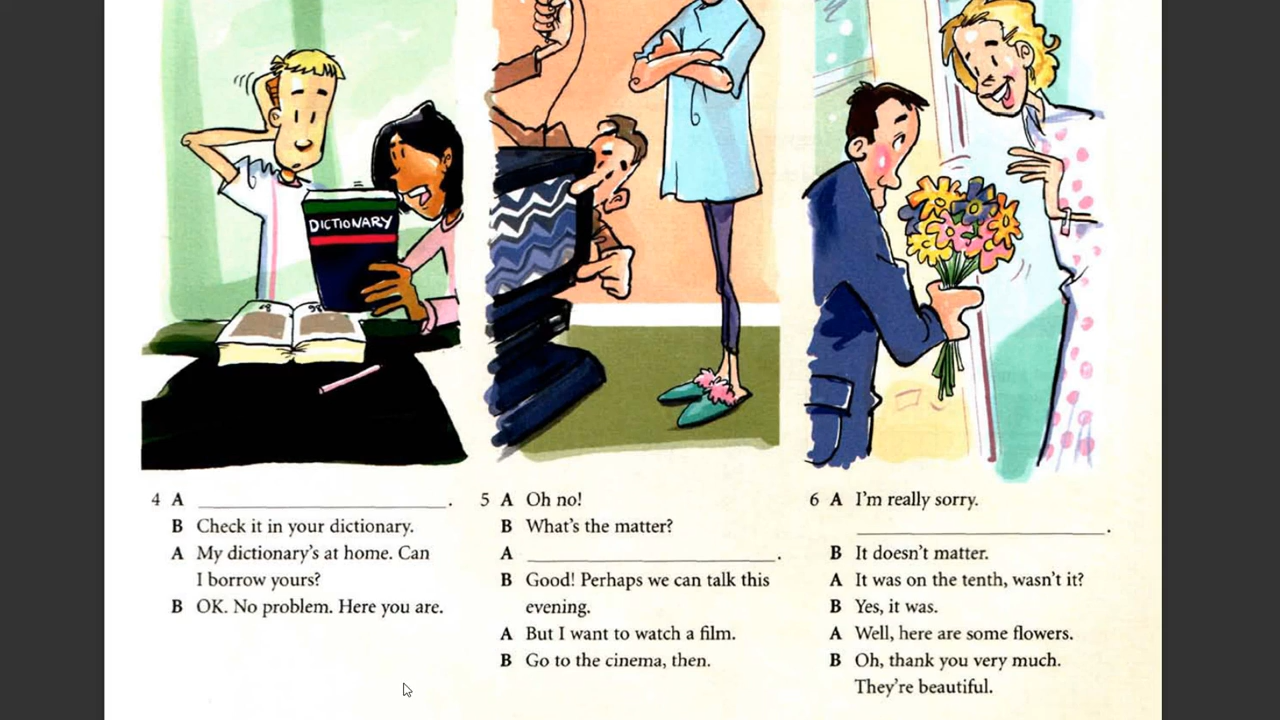 DICTIONARY
4 A ______________________.
B Check it in your dictionary.
A My dictionary's at home. Can
I borrow yours?
B OK. No problem. Here you are.
5 A Oh no!
B What's the matter?
A ______________________.
B Good! Perhaps we can talk this
evening.
A But I want to watch a film.
B Go to the cinema, then.
6 A I'm really sorry.
______________________.
B It doesn't matter.
A It was on the tenth, wasn't it?
B Yes, it was.
A Well, here are some flowers.
B Oh, thank you very much.
They're beautiful.